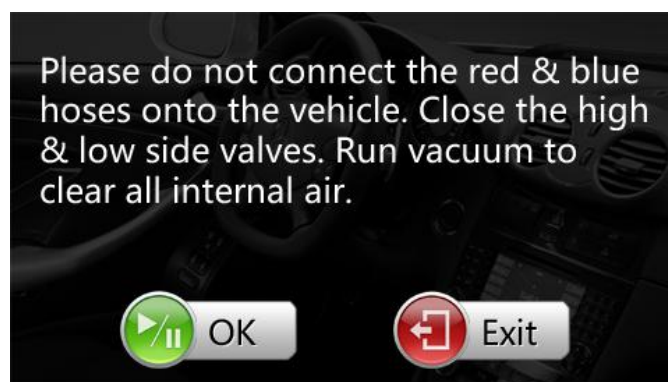 Please do not connect the red & blue
hoses onto the vehicle. Close the high
& low side valves. Run vacuum to
clear all internal air.
OK
Exit